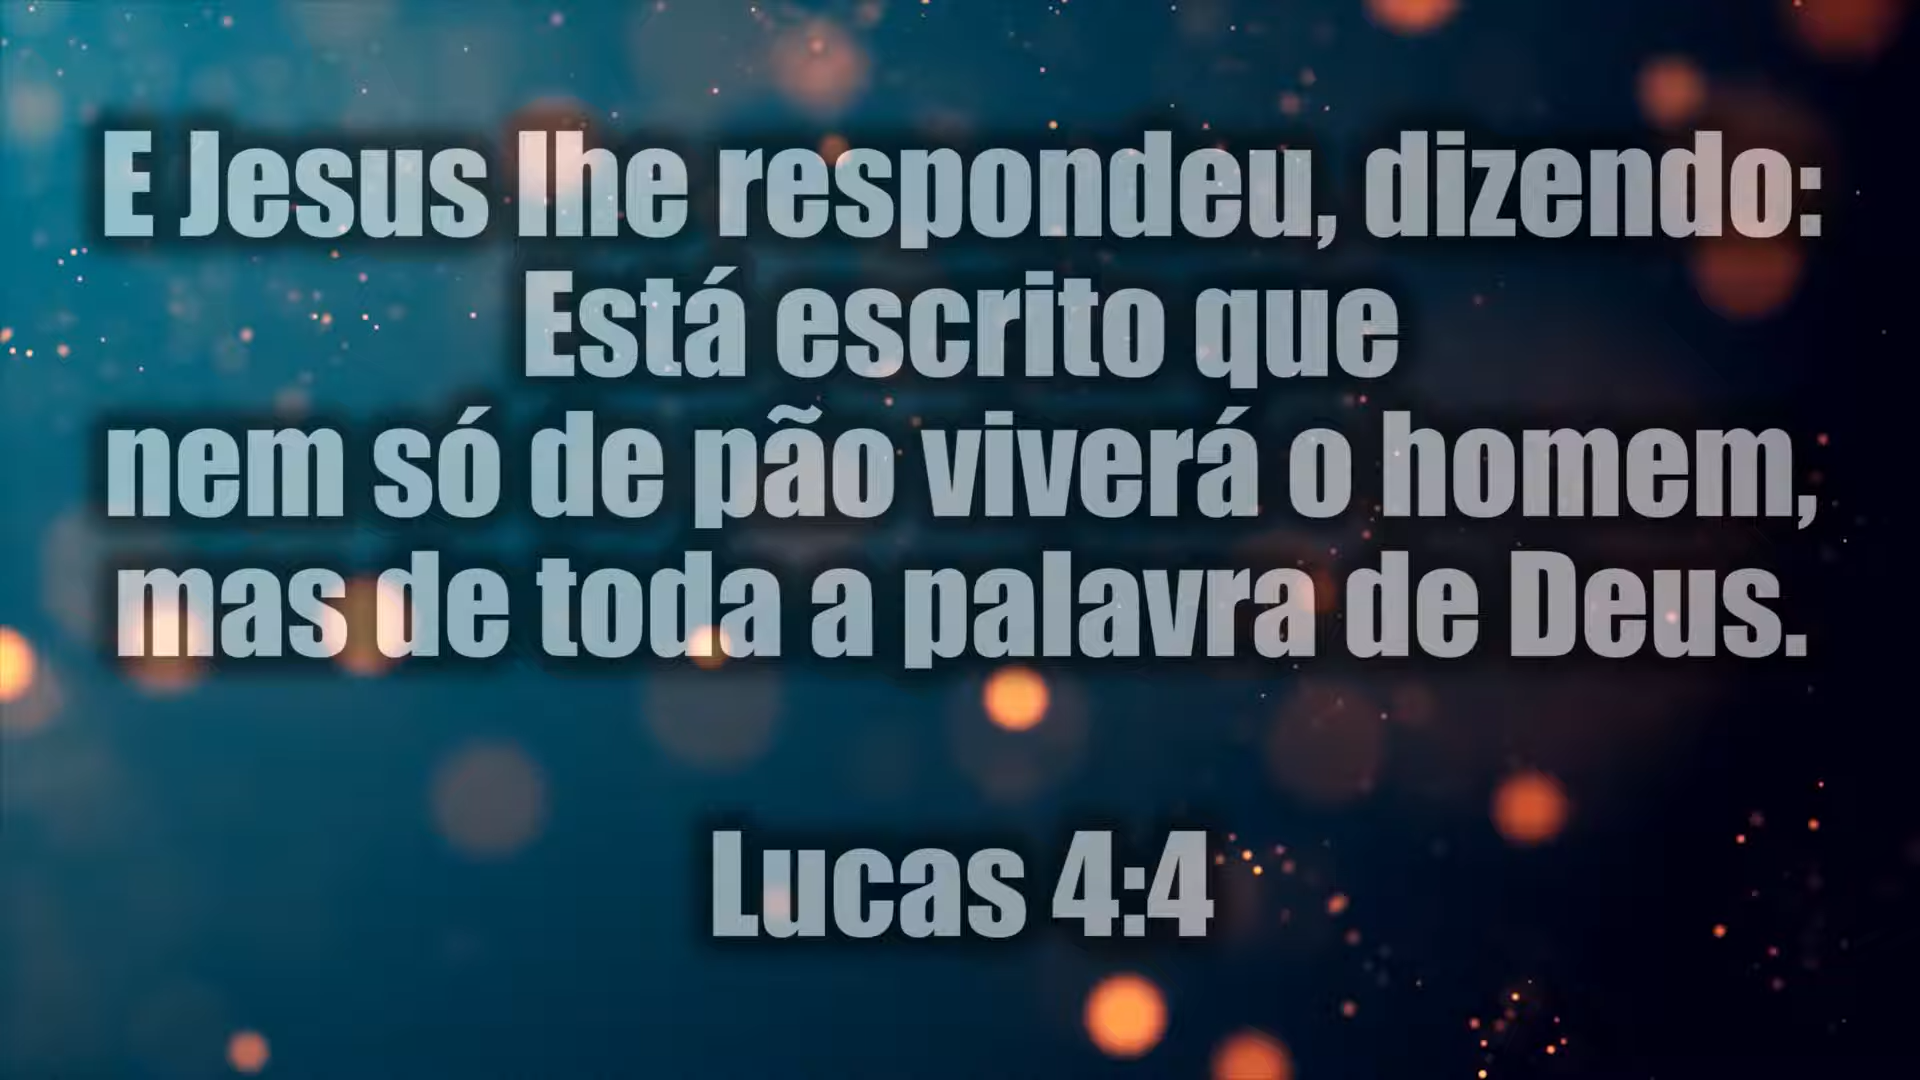 E Jesus lhe respondeu, dizendo:
Está escrito que
nem só de pão viverá o homem,
mas de toda a palavra de Deus.
Lucas 4:4